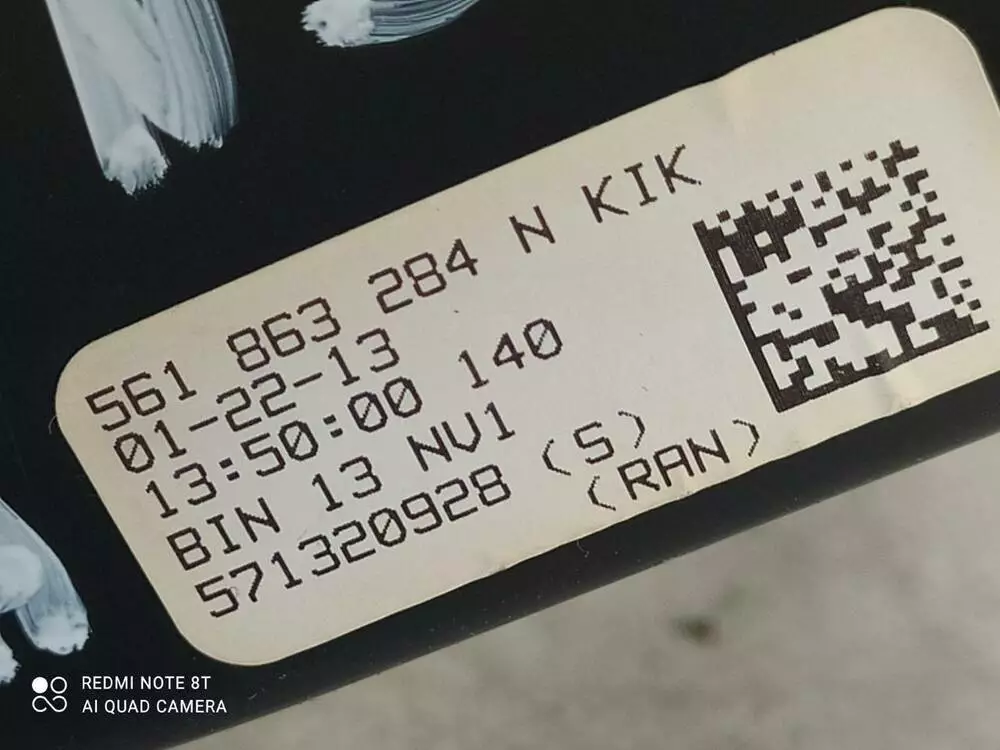 561 863 284 N KIK
01-22-13
13:50:00 140
BIN 13 NV1
571320928 (S)
(RAN)
REDMI NOTE 8T
AI QUAD CAMERA